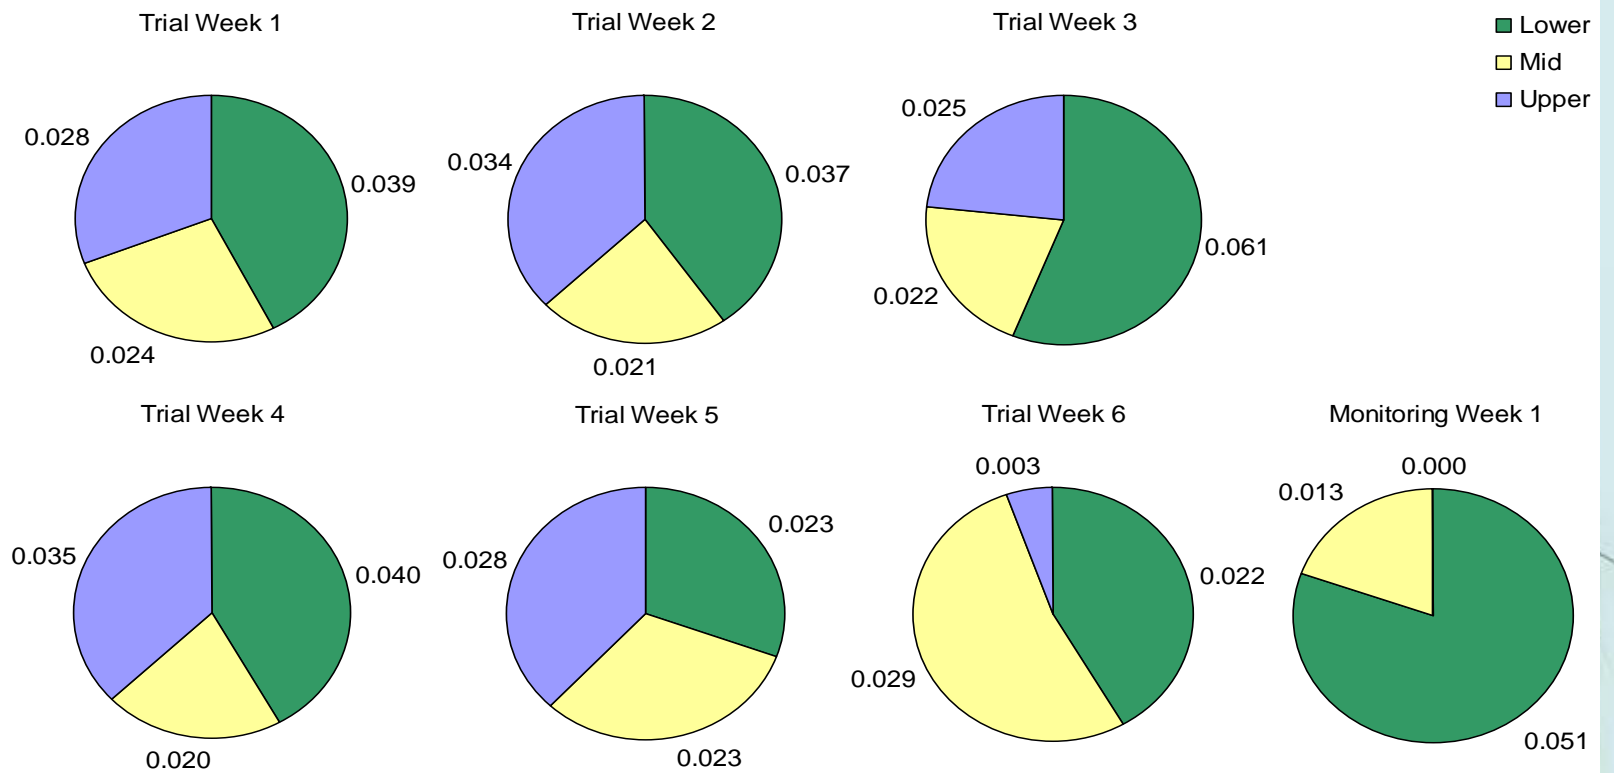 Trial Week 1
0.028
0.039
0.024
Trial Week 2
0.034
0.037
0.021
Trial Week 3
0.025
0.061
0.022
Lower
Mid
Upper
Trial Week 4
0.035
0.040
0.020
Trial Week 5
0.028
0.023
0.023
Trial Week 6
0.003
0.022
0.029
Monitoring Week 1
0.000
0.013
0.051